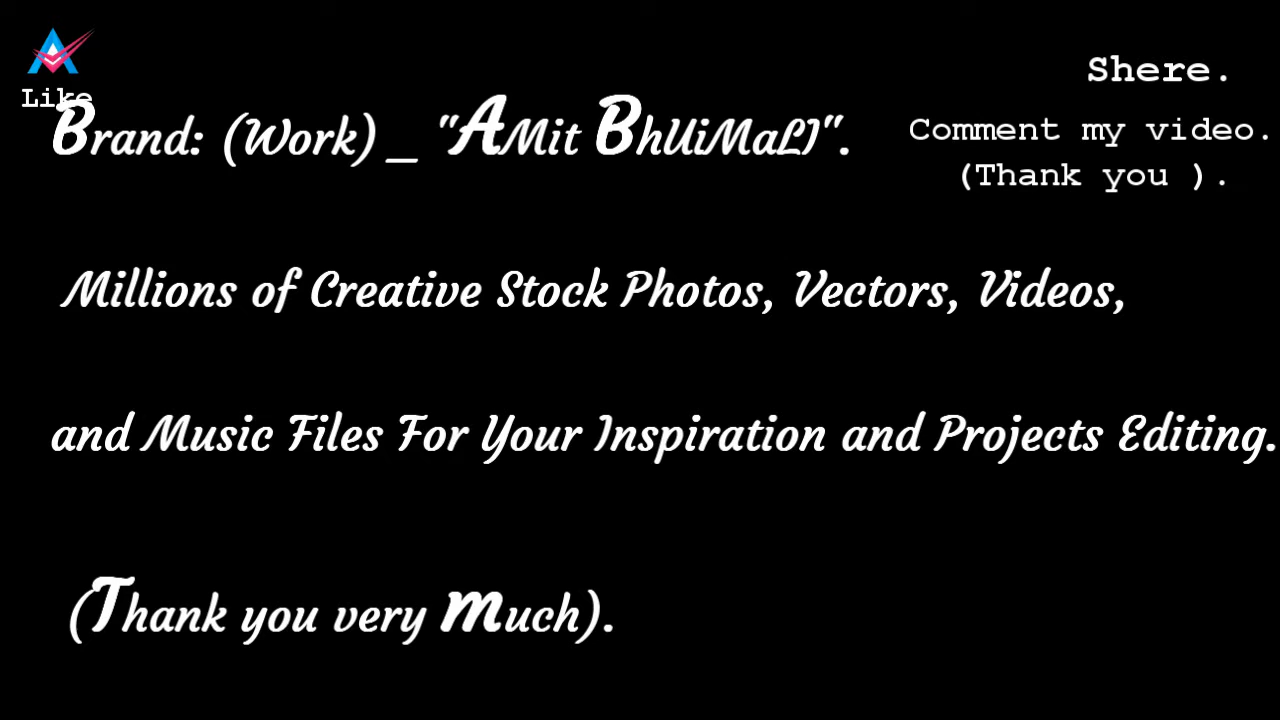 Like
Shere.
Comment my video.
(Thank you ).
Brand: (Work) _ "AMit BhUiMaLI".
Millions of Creative Stock Photos, Vectors, Videos,
and Music Files For Your Inspiration and Projects Editing.
(Thank you very much).